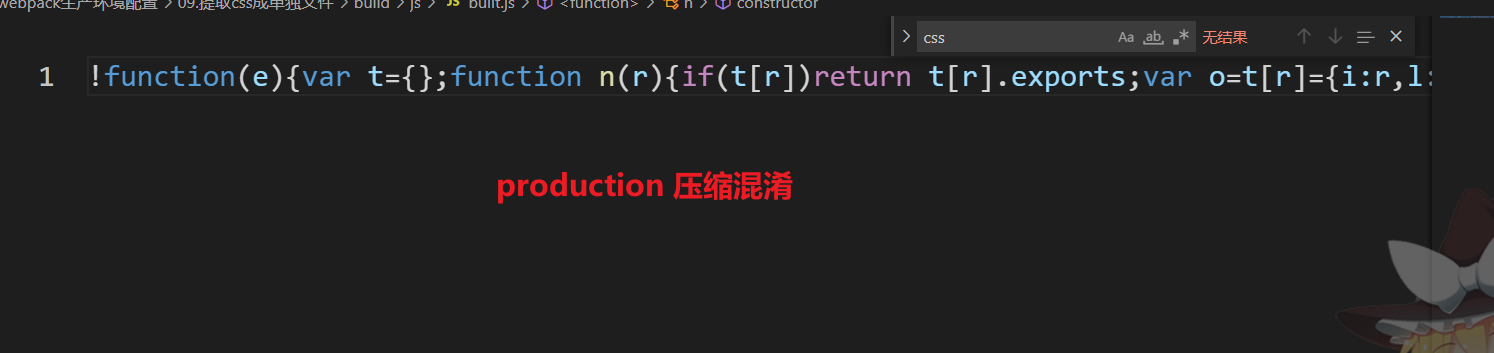 webpack生产环境配置 > 09.提取css成单独文件 > build > js > JS built.js > <function> > n > constructor
> css Aa ab .* 无结果
1 !function(e){var t={};function n(r){if(t[r])return t[r].exports;var o=t[r]={i:r,l:
production 压缩混淆